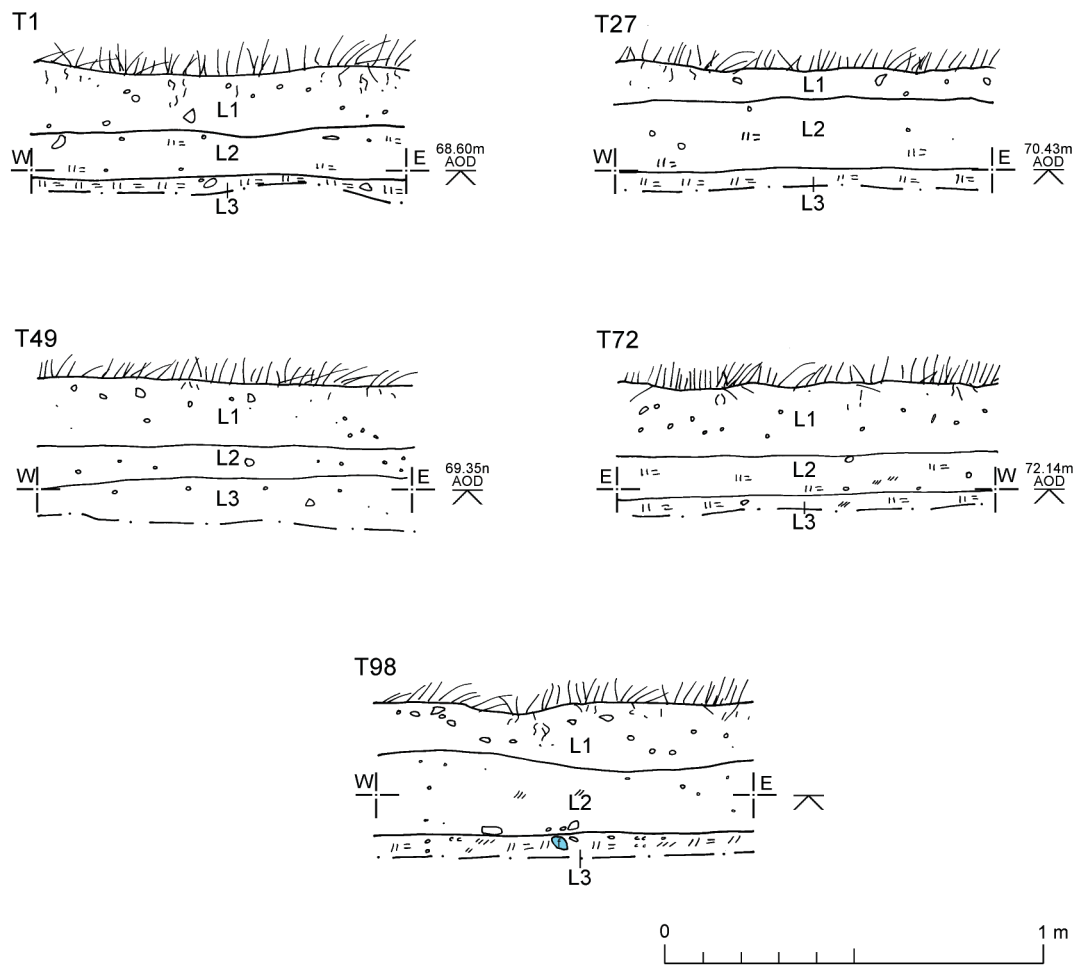 T1
L1
L2
W
E
68.60m
AOD
L3
T27
L1
L2
W
E
70.43m
AOD
L3
T49
L1
L2
W
E
69.35n
AOD
L3
T72
L1
L2
E
W
72.14m
AOD
L3
T98
L1
W
E
L2
L3
0
1 m